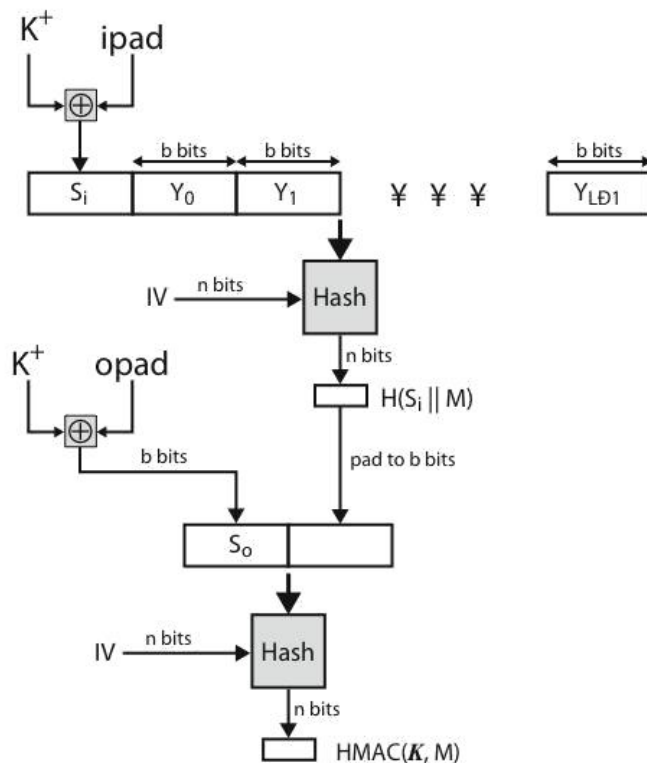 K+ ipad
b bits b bits b bits
Si Y0 Y1 ¥ ¥ ¥ YLÐ1
IV n bits Hash
n bits
K+ opad
H(Si || M)
b bits
pad to b bits
So
IV n bits Hash
n bits
HMAC(K, M)